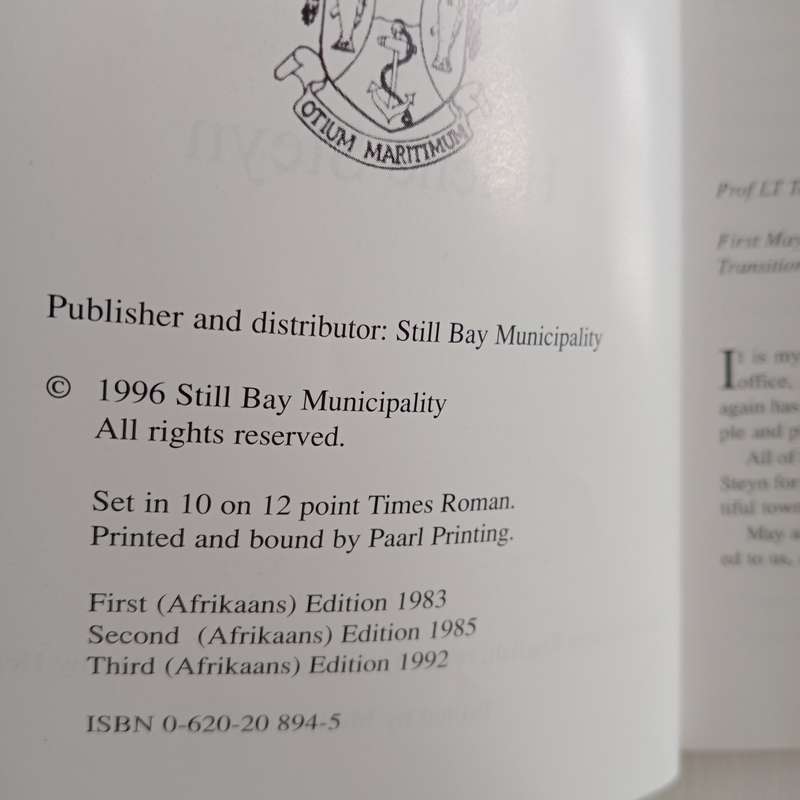 OTIUM MARITIMUM
Publisher and distributor: Still Bay Municipality
© 1996 Still Bay Municipality
All rights reserved.
Set in 10 on 12 point Times Roman.
Printed and bound by Paarl Printing.
First (Afrikaans) Edition 1983
Second (Afrikaans) Edition 1985
Third (Afrikaans) Edition 1992
ISBN 0-620-20 894-5
Prof LT
First
Transition
It is my
office,
again has
ple and
All of
Steyn for
tiful town
May
ed to us,